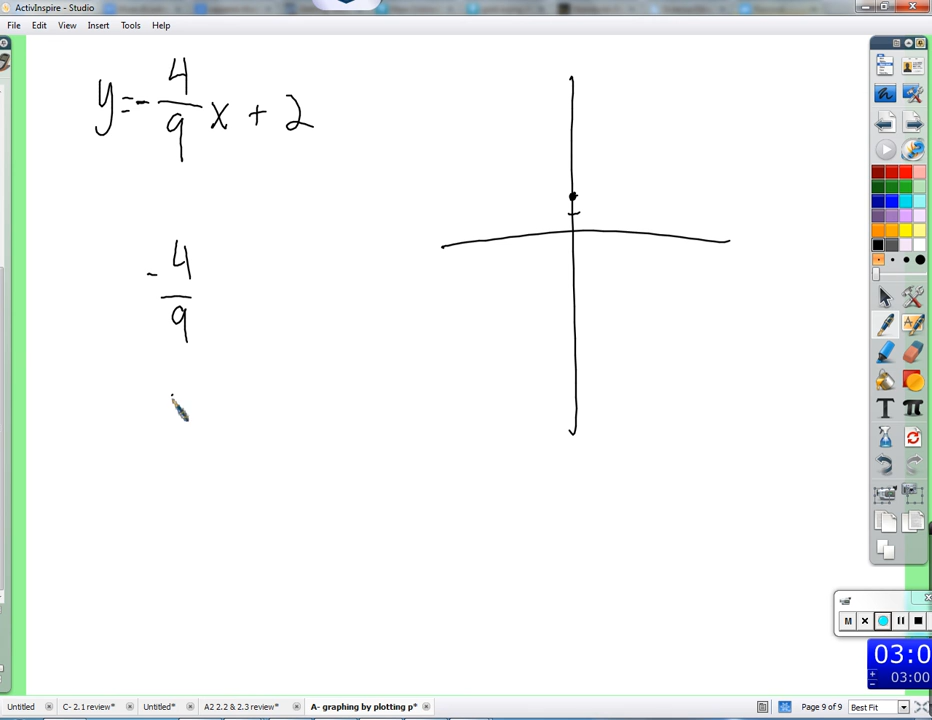 ActivInspire - Studio
File Edit View Insert Tools
y=-4/9 x + 2
-4/9
M
03:0
03:00
Untitled C- 2.1 review* Untitled* A2 2.2 & 2.3 review* A- graphing by plotting p* Page 9 of 9 Best Fit